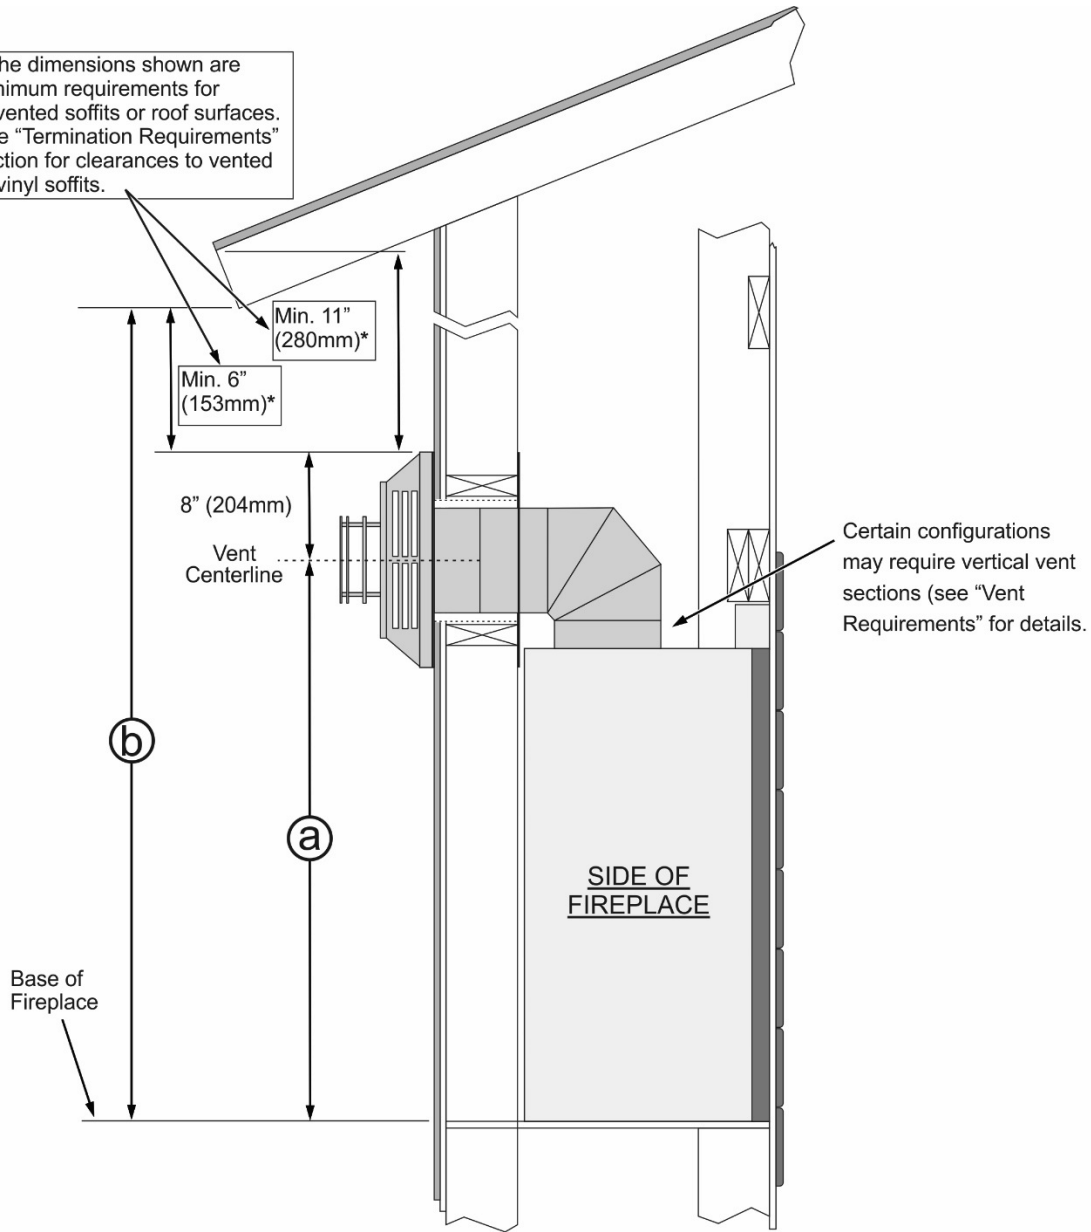 he dimensions shown are
nimum requirements for
vented soffits or roof surfaces.
e “Termination Requirements”
ction for clearances to vented
vinyl soffits.
Min. 11”
(280mm)*
Min. 6”
(153mm)*
8” (204mm)
Vent
Centerline
Certain configurations
may require vertical vent
sections (see “Vent
Requirements” for details.
b
a
SIDE OF
FIREPLACE
Base of
Fireplace